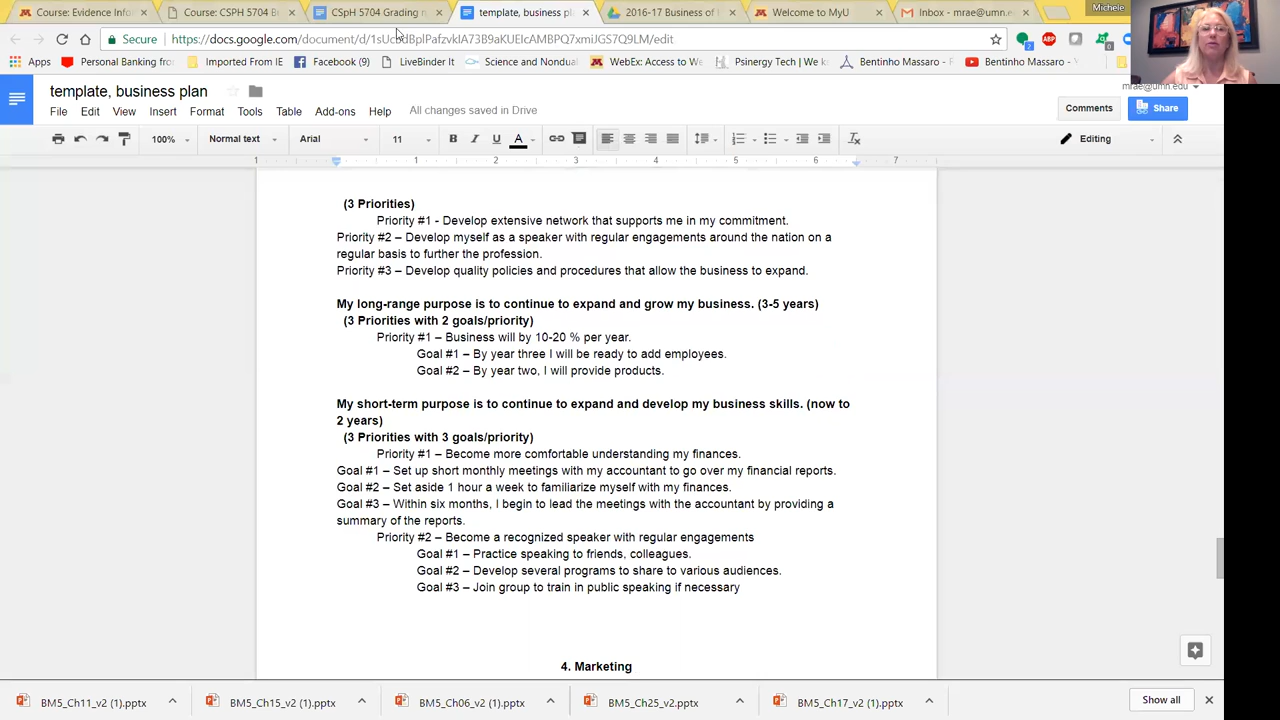 Course: Evidence Infor
Course: CSPH 5704 B
CSpH 5704 Grading r
template, business pl
2016-17 Business of
Welcome to MyU
Inbox - mrae@umn.ed
Michele
Secure
mrae@umn.edu
Apps
Personal Banking fro
Imported From IE
Facebook (9)
LiveBinder It
Science and Nondual
WebEx: Access to We
Psinergy Tech | We k
Bentinho Massaro -
Bentinho Massaro -
template, business plan
File Edit View Insert Format Tools Table Add-ons Help All changes saved in Drive
Comments
Share
100% Normal text Arial 11 B I U A Editing
1 1 2 3 4 5 6 7
(3 Priorities)
Priority #1 - Develop extensive network that supports me in my commitment.
Priority #2 – Develop myself as a speaker with regular engagements around the nation on a
regular basis to further the profession.
Priority #3 – Develop quality policies and procedures that allow the business to expand.
My long-range purpose is to continue to expand and grow my business. (3-5 years)
(3 Priorities with 2 goals/priority)
Priority #1 – Business will by 10-20 % per year.
Goal #1 – By year three I will be ready to add employees.
Goal #2 – By year two, I will provide products.
My short-term purpose is to continue to expand and develop my business skills. (now to
2 years)
(3 Priorities with 3 goals/priority)
Priority #1 – Become more comfortable understanding my finances.
Goal #1 – Set up short monthly meetings with my accountant to go over my financial reports.
Goal #2 – Set aside 1 hour a week to familiarize myself with my finances.
Goal #3 – Within six months, I begin to lead the meetings with the accountant by providing a
summary of the reports.
Priority #2 – Become a recognized speaker with regular engagements
Goal #1 – Practice speaking to friends, colleagues.
Goal #2 – Develop several programs to share to various audiences.
Goal #3 – Join group to train in public speaking if necessary
4. Marketing
BM5_Ch11_v2 (1).pptx
BM5_Ch15_v2 (1).pptx
BM5_Ch06_v2 (1).pptx
BM5_Ch25_v2.pptx
BM5_Ch17_v2 (1).pptx
Show all